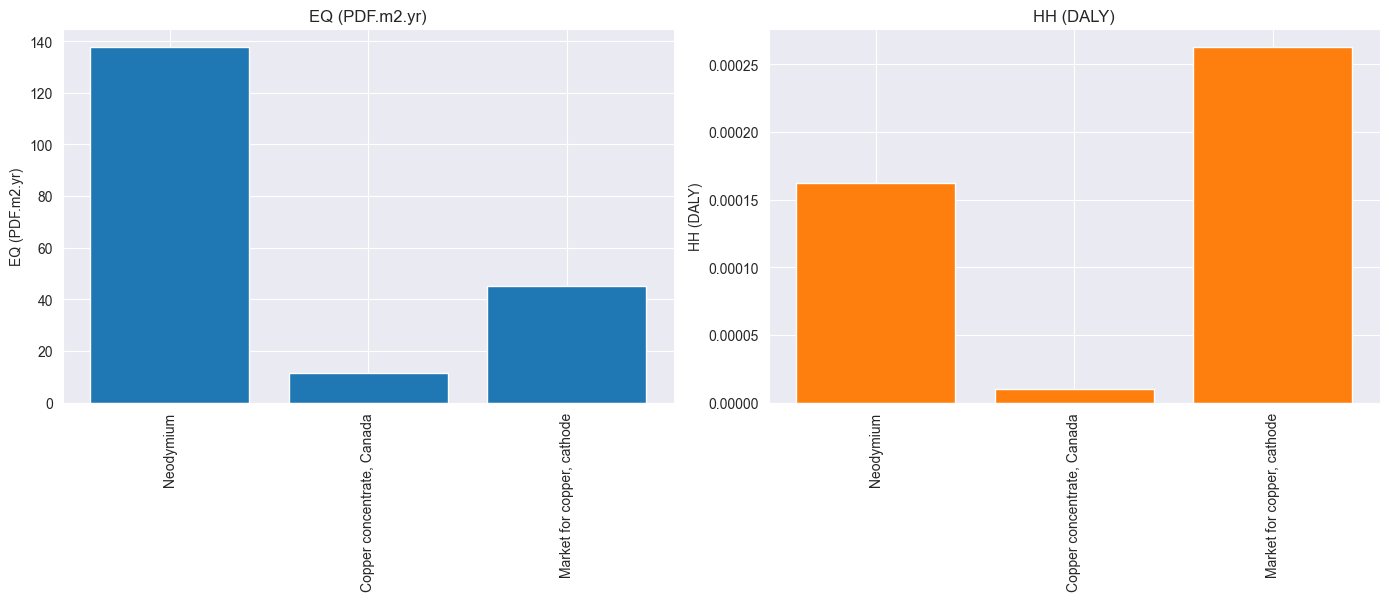 EQ (PDF.m2.yr)
EQ (PDF.m2.yr)
140
120
100
80
60
40
20
0
Neodymium
Copper concentrate, Canada
Market for copper, cathode
HH (DALY)
HH (DALY)
0.00025
0.00020
0.00015
0.00010
0.00005
0.00000
Neodymium
Copper concentrate, Canada
Market for copper, cathode